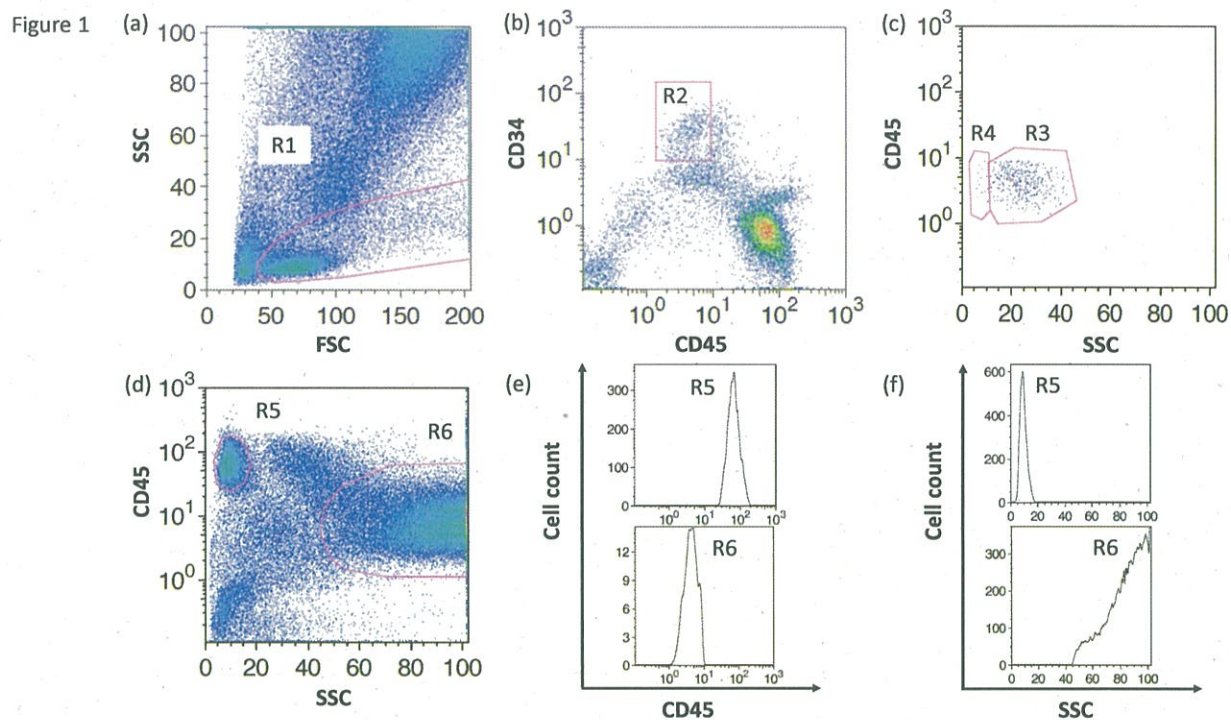 Figure 1
(a)
100
80
60
40
20
0
SSC
R1
0 50 100 150 200
FSC
(b)
10³
10²
10¹
10⁰
CD34
R2
10⁰ 10¹ 10² 10³
CD45
(c)
10³
10²
10¹
10⁰
CD45
R4 R3
0 20 40 60 80 100
SSC
(d)
10³
10²
10¹
10⁰
CD45
R5
R6
0 20 40 60 80 100
SSC
(e)
Cell count
300
200
100
0
R5
10⁰ 10¹ 10² 10³
12
9
6
3
0
R6
10⁰ 10¹ 10² 10³
CD45
(f)
Cell count
600
400
200
0
R5
0 20 40 60 80 100
300
200
100
0
R6
0 20 40 60 80 100
SSC